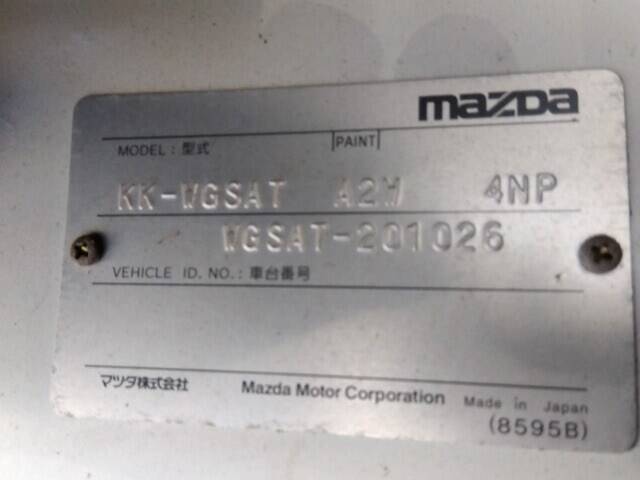 mazda
MODEL : 型式 PAINT
KK-WGSAT A2W 4NP
WGSAT-201026
VEHICLE ID. NO. : 車台番号
マツダ株式会社 Mazda Motor Corporation Made in Japan
(8595B)